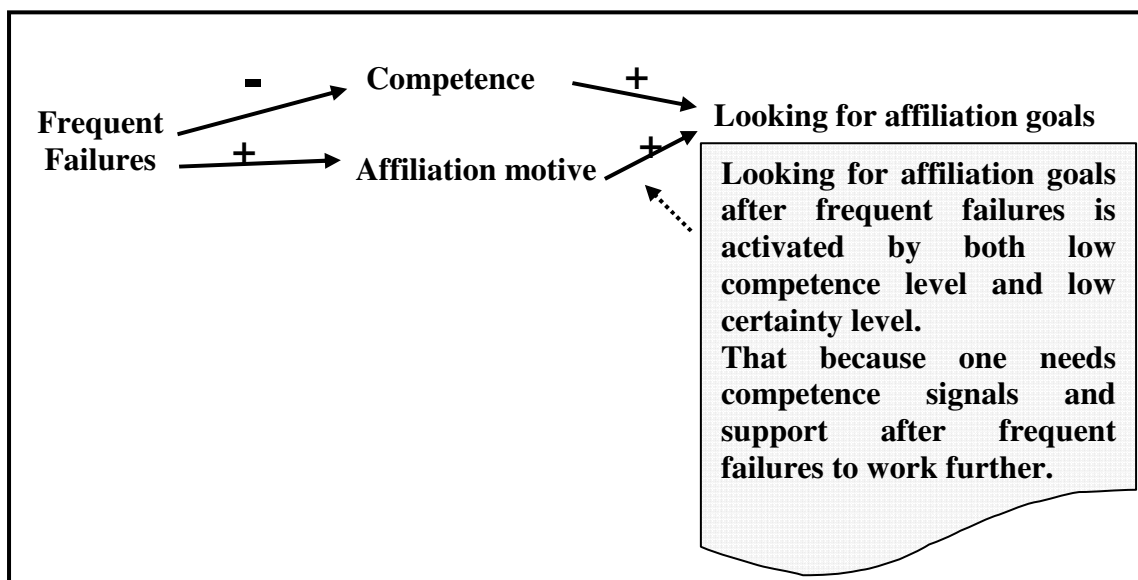 -
Competence
+
Frequent
Failures
+
Affiliation motive
+
Looking for affiliation goals
Looking for affiliation goals
after frequent failures is
activated by both low
competence level and low
certainty level.
That because one needs
competence signals and
support after frequent
failures to work further.